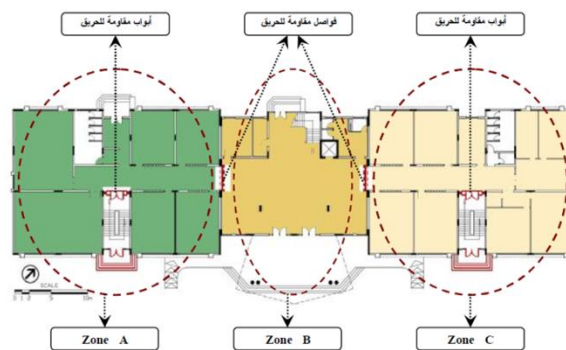 أبواب مقاومة للحريق
فواصل مقاومة للحريق
أبواب مقاومة للحريق
SCALE
Zone A
Zone B
Zone C